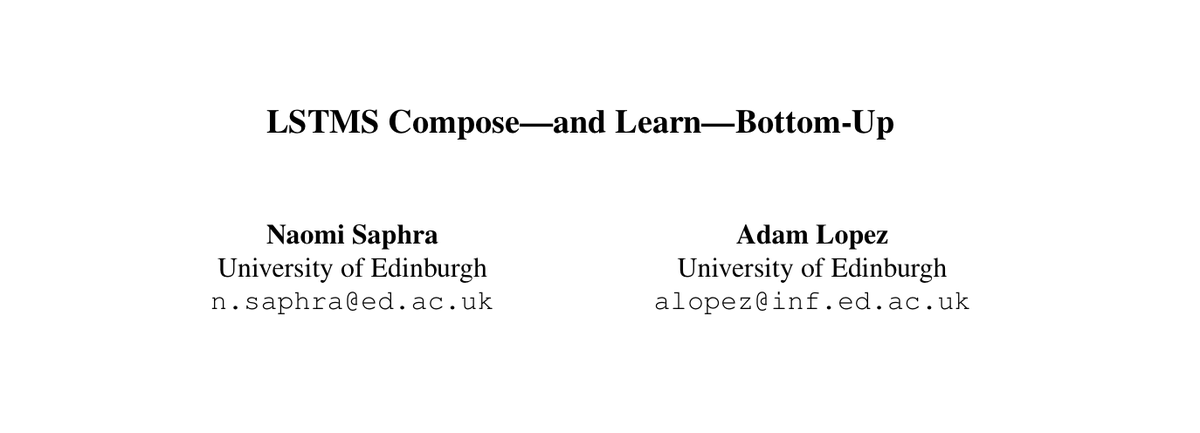 LSTMS Compose—and Learn—Bottom-Up
Naomi Saphra
University of Edinburgh
n.saphra@ed.ac.uk
Adam Lopez
University of Edinburgh
alopez@inf.ed.ac.uk